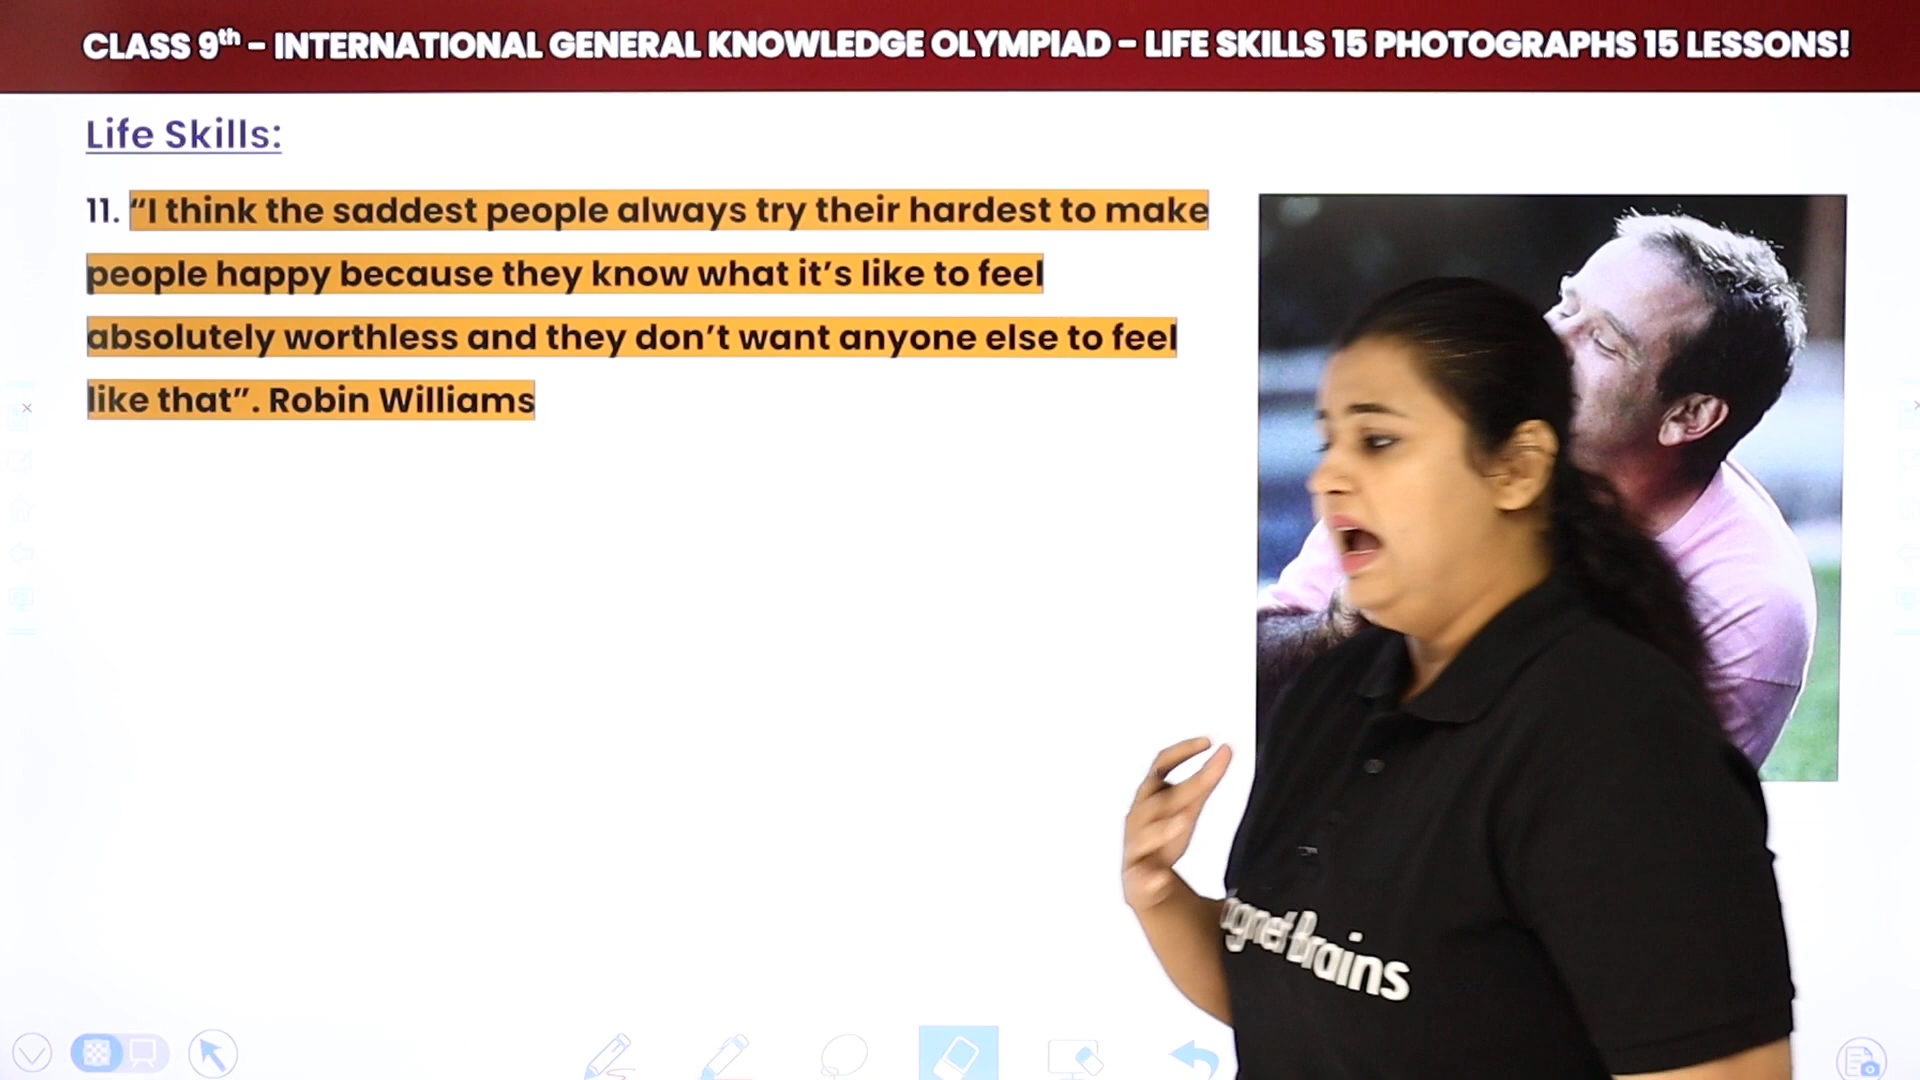 CLASS 9th – INTERNATIONAL GENERAL KNOWLEDGE OLYMPIAD – LIFE SKILLS 15 PHOTOGRAPHS 15 LESSONS!
Life Skills:
11. “I think the saddest people always try their hardest to make
people happy because they know what it’s like to feel
absolutely worthless and they don’t want anyone else to feel
like that”. Robin Williams
Brains